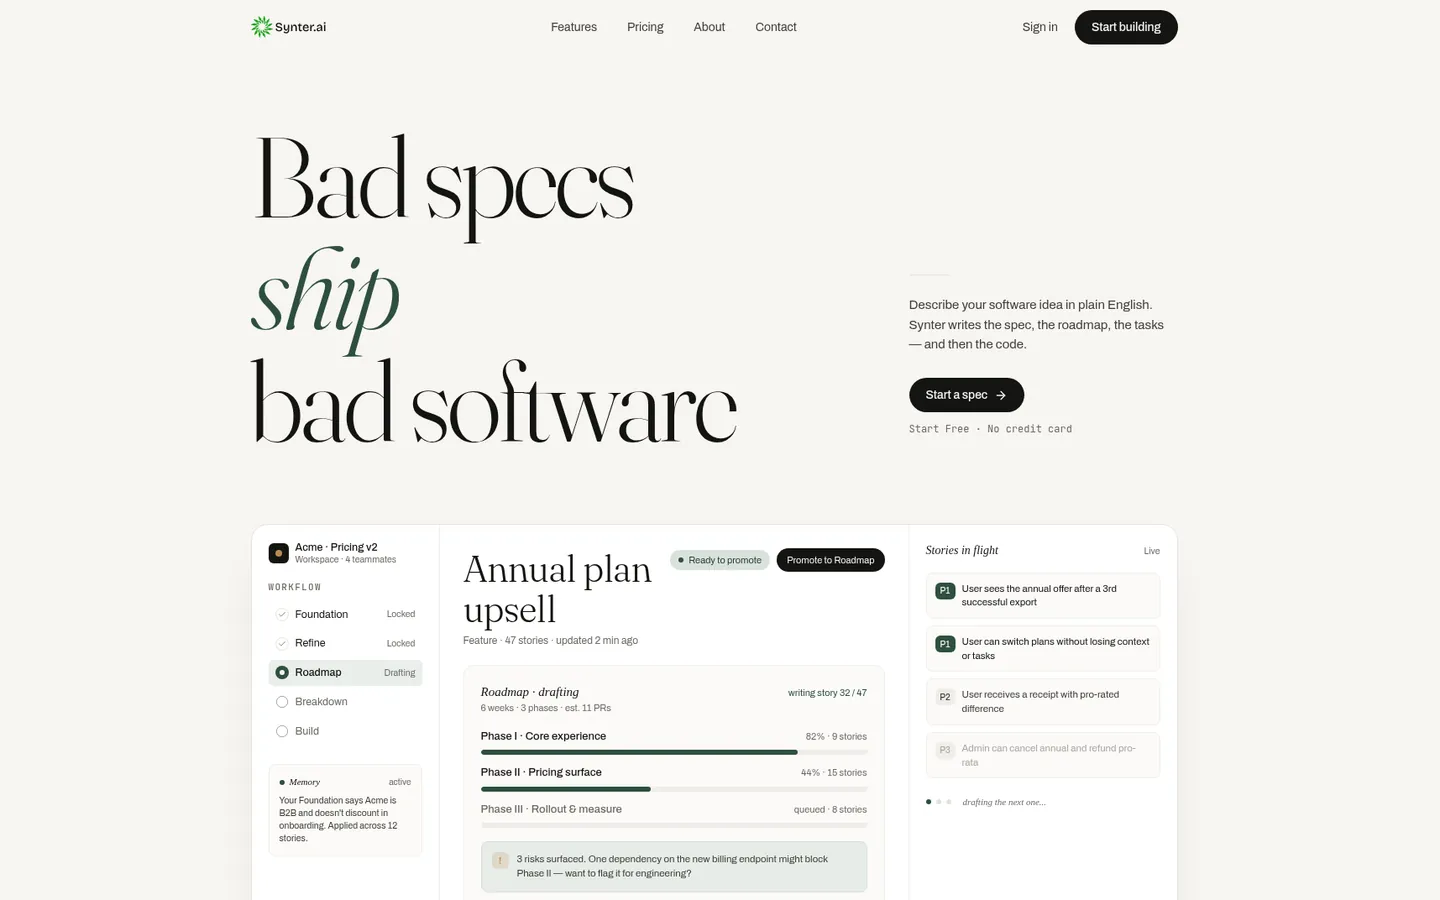 Synter.ai
Features
Pricing
About
Contact
Sign in
Start building
Bad specs
ship
bad software
Describe your software idea in plain English.
Synter writes the spec, the roadmap, the tasks
— and then the code.
Start a spec →
Start Free · No credit card
Acme · Pricing v2
Workspace · 4 teammates
WORKFLOW
Foundation Locked
Refine Locked
Roadmap Drafting
Breakdown
Build
Memory active
Your Foundation says Acme is
B2B and doesn't discount in
onboarding. Applied across 12
stories.
Annual plan
upsell
Ready to promote
Promote to Roadmap
Feature · 47 stories · updated 2 min ago
Roadmap · drafting
writing story 32 / 47
6 weeks · 3 phases · est. 11 PRs
Phase I · Core experience 82% · 9 stories
Phase II · Pricing surface 44% · 15 stories
Phase III · Rollout & measure queued · 8 stories
! 3 risks surfaced. One dependency on the new billing endpoint might block
Phase II — want to flag it for engineering?
Stories in flight Live
P1 User sees the annual offer after a 3rd
successful export
P1 User can switch plans without losing context
or tasks
P2 User receives a receipt with pro-rated
difference
P3 Admin can cancel annual and refund pro-
rata
drafting the next one...